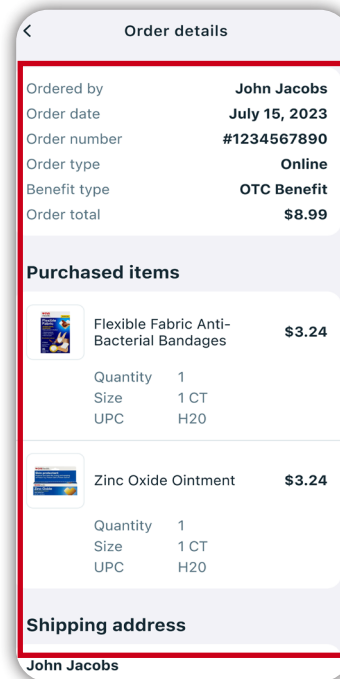 Order details
Ordered by John Jacobs
Order date July 15, 2023
Order number #1234567890
Order type Online
Benefit type OTC Benefit
Order total $8.99
Purchased items
Flexible Fabric Anti-
Bacterial Bandages $3.24
Quantity 1
Size 1 CT
UPC H20
Zinc Oxide Ointment $3.24
Quantity 1
Size 1 CT
UPC H20
Shipping address
John Jacobs